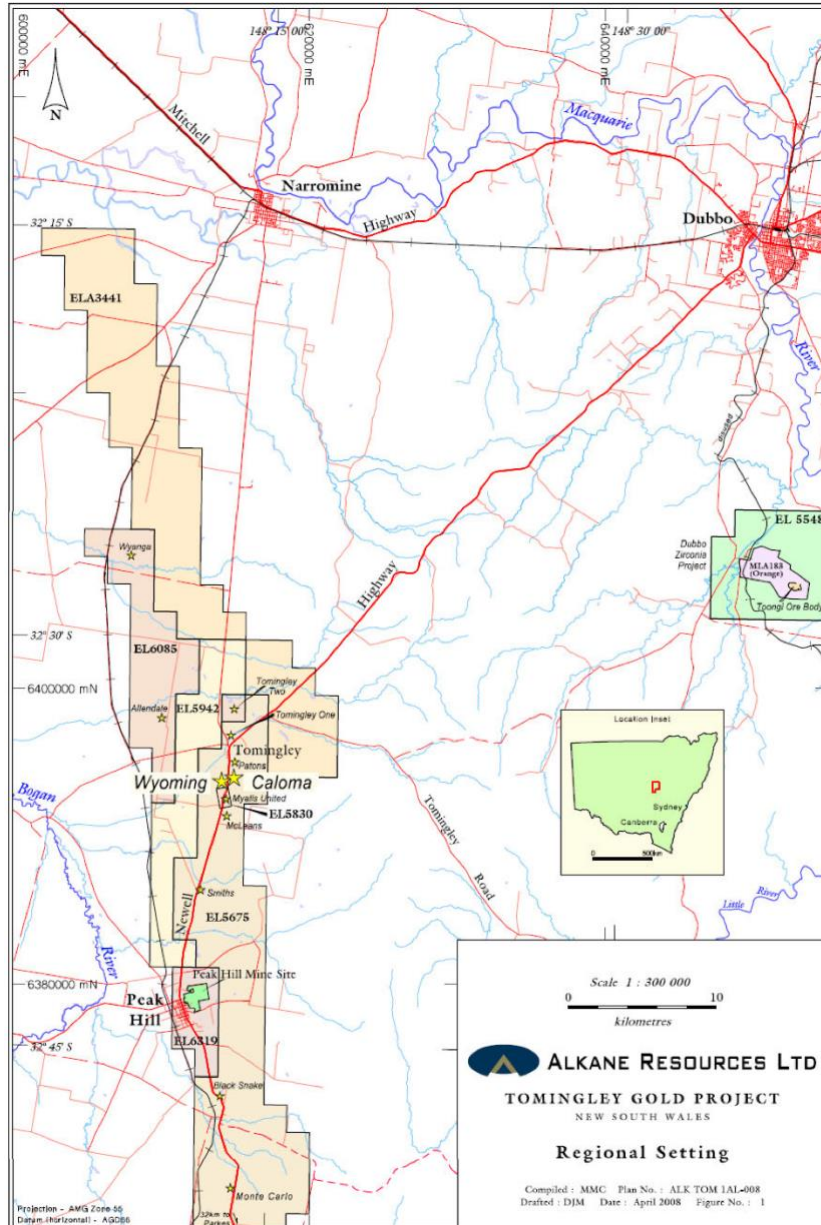 600000 mE
148° 15' 00"
620000 mE
640000 mE
148° 30' 00"
N
Mitchell
Macquarie
Narromine
Highway
Dubbo
32° 15' S
ELA3441
River
disused
EL 5548
Dubbo
Zirconia
Project
MLA183
(Orange)
Toongi Ore Body
Wyanga
Highway
32° 30' S
EL6085
6400000 mN
Tomingley
Two
Allendale
EL5942
Tomingley One
Tomingley
Patons
Wyoming
Caloma
Myalls United
EL5830
McLeans
Location Inset
Sydney
Canberra
0 500km
Bogan
Tomingley
Road
Smiths
Newell
EL5675
Little River
River
Peak Hill Mine Site
6380000 mN
Peak
Hill
EL6319
32° 45' S
Black Snake
Monte Carlo
32km to
Parkes
Projection - AMG Zone 55
Datum (horizontal) - AGD66
Scale 1 : 300 000
0 10
kilometres
ALKANE RESOURCES LTD
TOMINGLEY GOLD PROJECT
NEW SOUTH WALES
Regional Setting
Compiled : MMC Plan No. : ALK TOM 1AL-008
Drafted : DJM Date : April 2008 Figure No. : 1